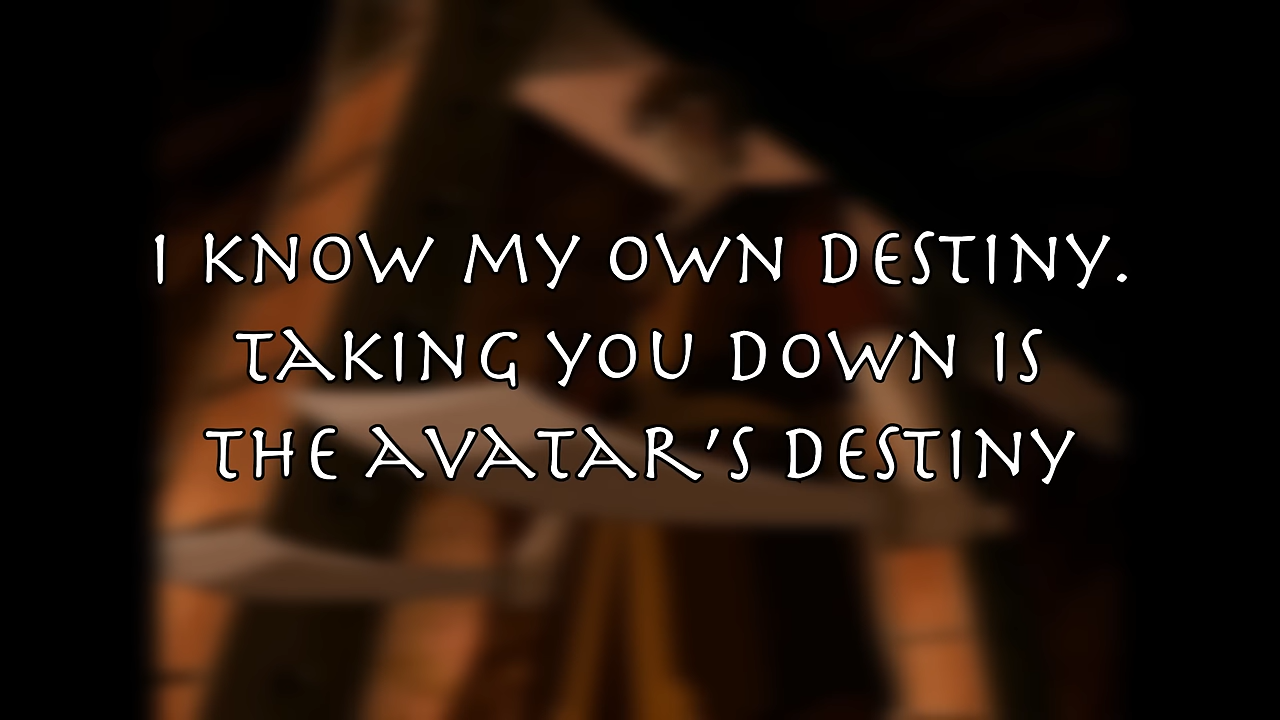 I KNOW MY OWN DESTINY.
TAKING YOU DOWN IS
THE AVATAR'S DESTINY